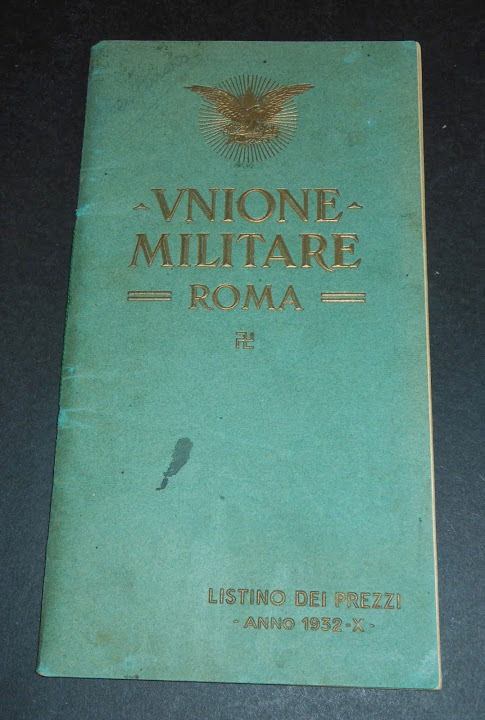 VNIONE
MILITARE
ROMA
LISTINO DEI PREZZI
- ANNO 1932-X -